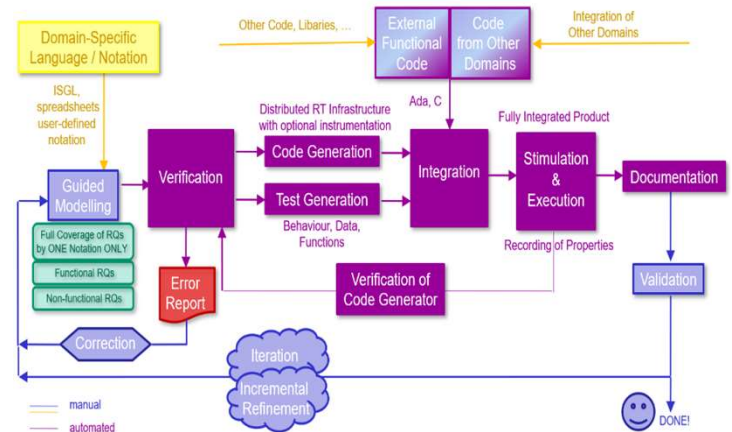 Domain-Specific
Language / Notation
Other Code, Libaries, ...
External
Functional
Code
Code
from Other
Domains
Integration of
Other Domains
ISGL,
spreadsheets
user-defined
notation
Ada, C
Distributed RT Infrastructure
with optional instrumentation
Fully Integrated Product
Guided
Modelling
Verification
Code Generation
Test Generation
Behaviour, Data,
Functions
Integration
Stimulation
&
Execution
Documentation
Full Coverage of RQs
by ONE Notation ONLY
Functional RQs
Non-functional RQs
Error
Report
Verification of
Code Generator
Recording of Properties
Validation
Correction
Iteration
Incremental
Refinement
manual
automated
DONE!